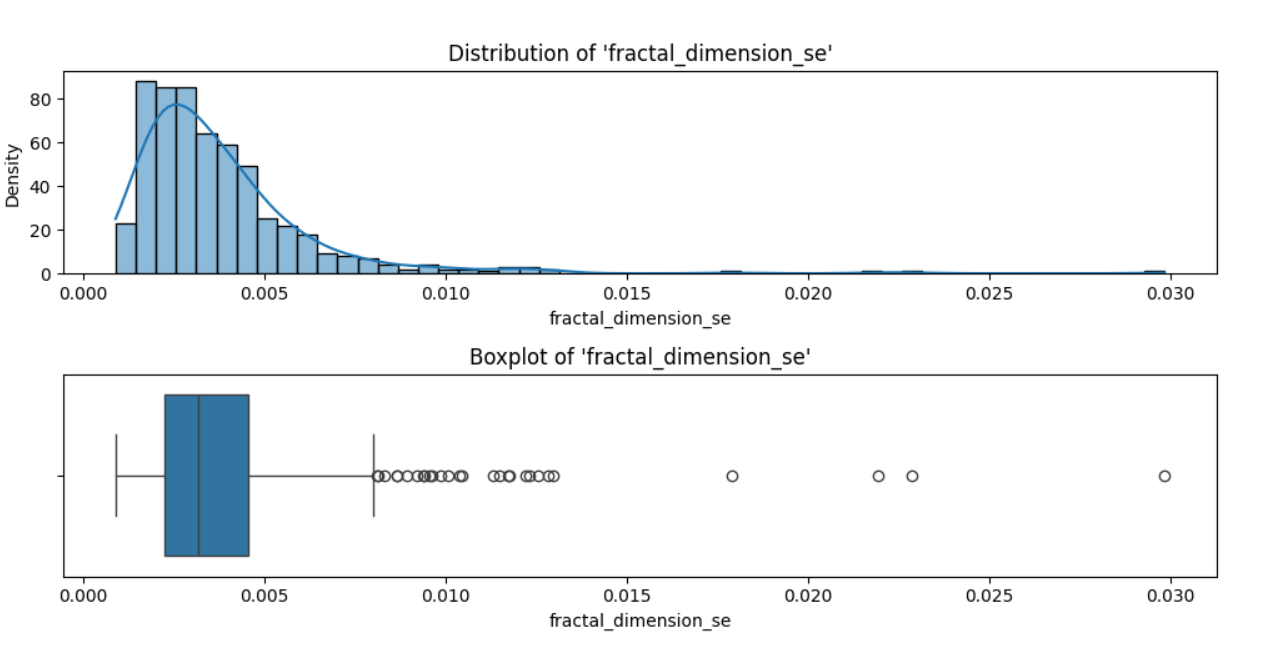 Distribution of 'fractal_dimension_se'
80
60
40
20
0
Density
0.000 0.005 0.010 0.015 0.020 0.025 0.030
fractal_dimension_se
Boxplot of 'fractal_dimension_se'
0.000 0.005 0.010 0.015 0.020 0.025 0.030
fractal_dimension_se